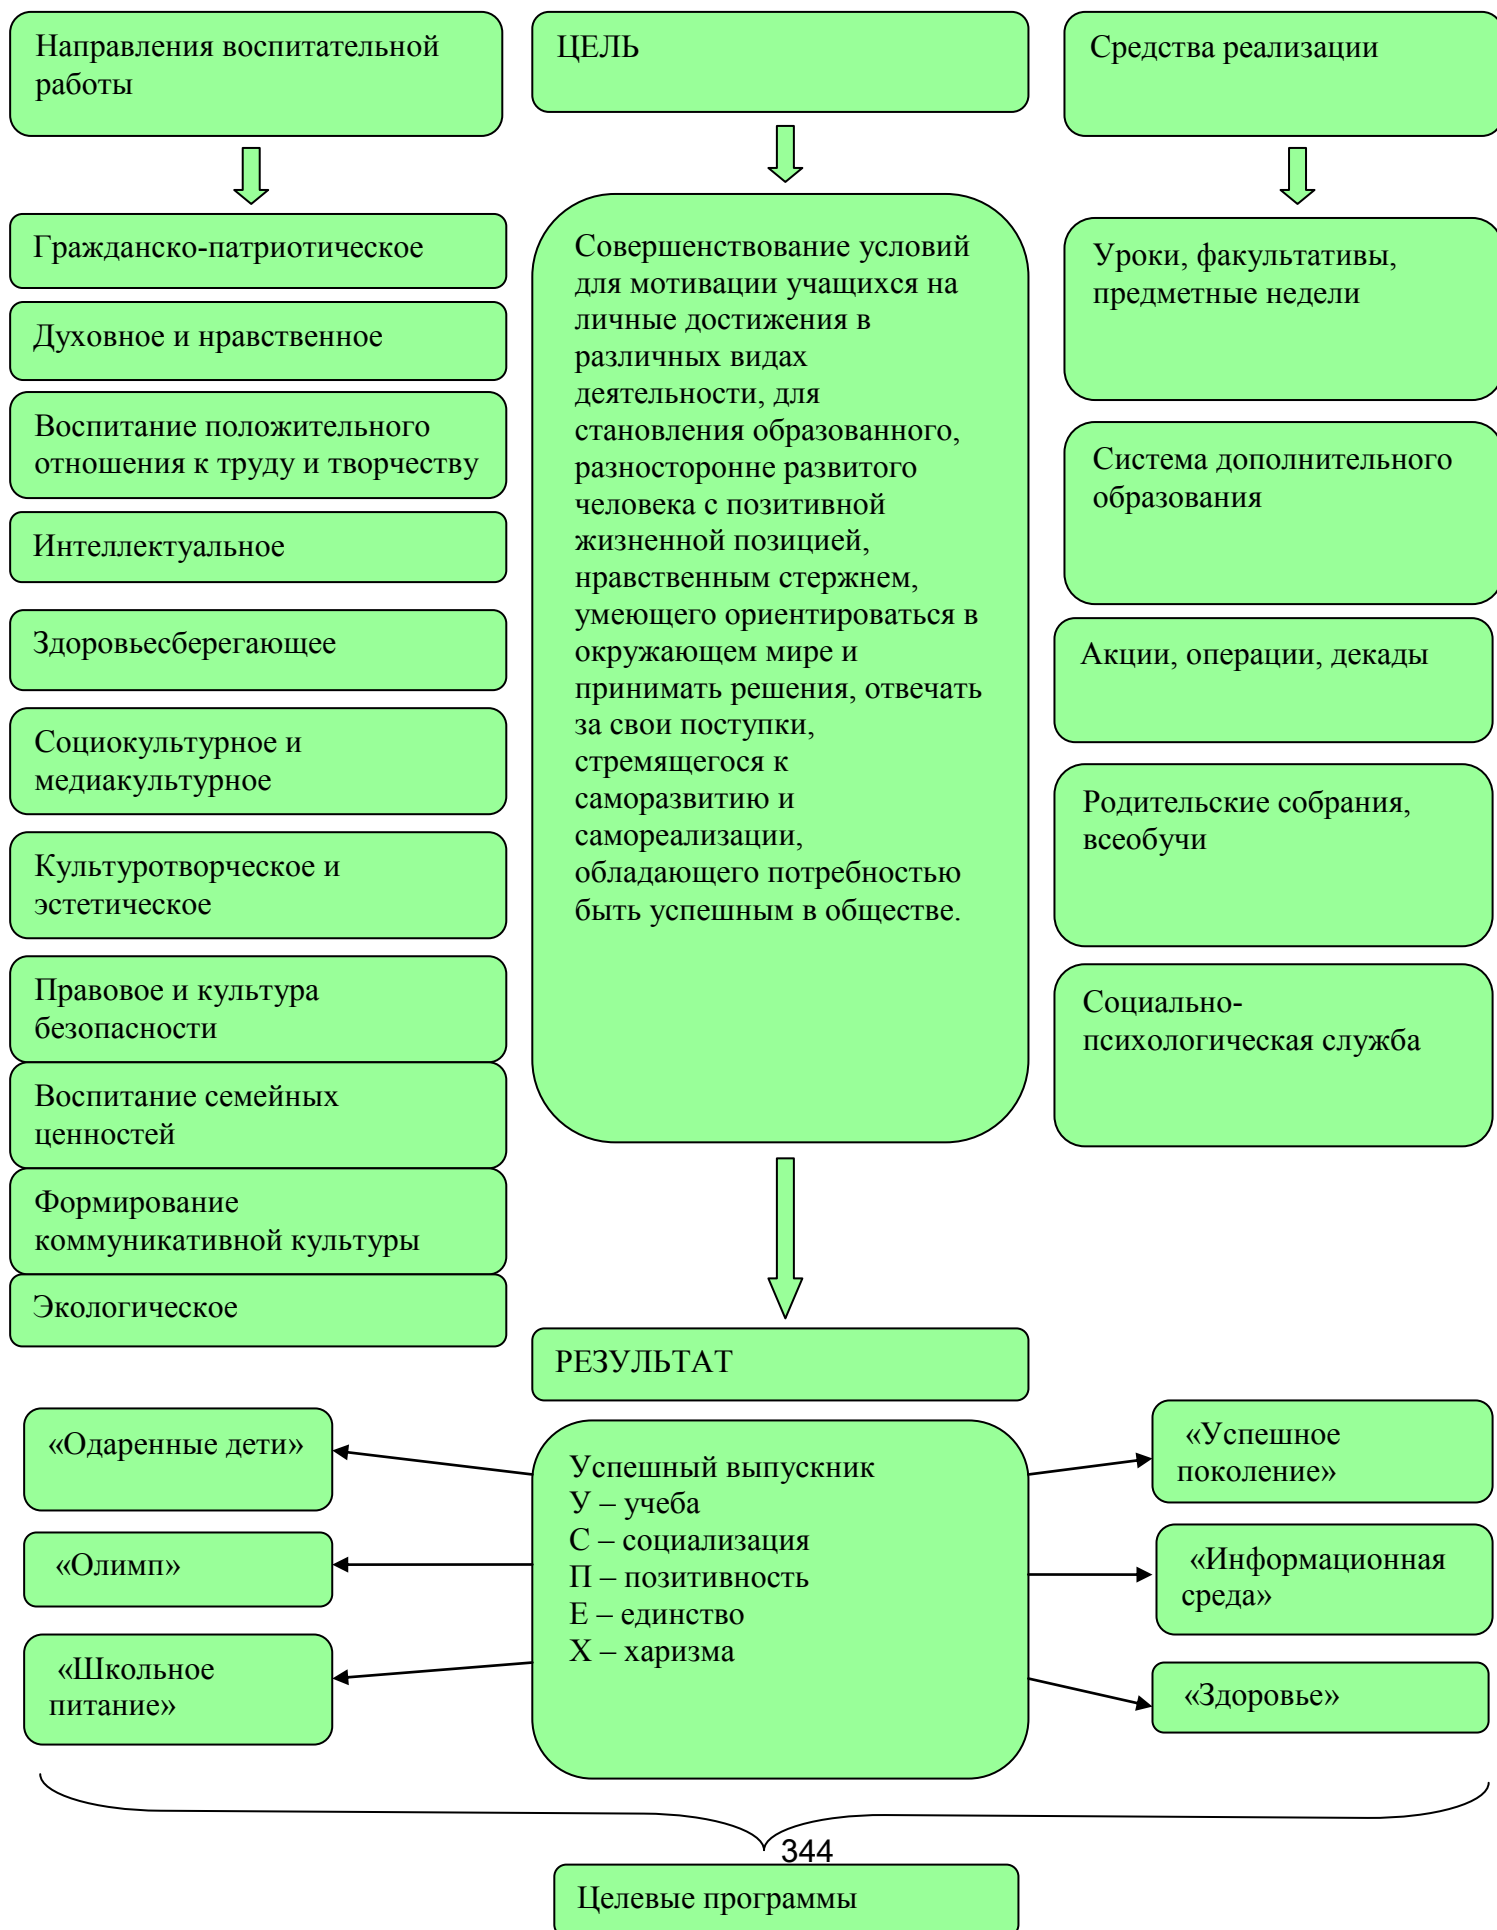 Направления воспитательной
работы
ЦЕЛЬ
Средства реализации
Гражданско-патриотическое
Духовное и нравственное
Воспитание положительного
отношения к труду и творчеству
Интеллектуальное
Здоровьесберегающее
Социокультурное и
медиакультурное
Культуротворческое и
эстетическое
Правовое и культура
безопасности
Воспитание семейных
ценностей
Формирование
коммуникативной культуры
Экологическое
Совершенствование условий
для мотивации учащихся на
личные достижения в
различных видах
деятельности, для
становления образованного,
разносторонне развитого
человека с позитивной
жизненной позицией,
нравственным стержнем,
умеющего ориентироваться в
окружающем мире и
принимать решения, отвечать
за свои поступки,
стремящегося к
саморазвитию и
самореализации,
обладающего потребностью
быть успешным в обществе.
Уроки, факультативы,
предметные недели
Система дополнительного
образования
Акции, операции, декады
Родительские собрания,
всеобучи
Социально-
психологическая служба
РЕЗУЛЬТАТ
«Одаренные дети»
«Олимп»
«Школьное
питание»
Успешный выпускник
У – учеба
С – социализация
П – позитивность
Е – единство
Х – харизма
«Успешное
поколение»
«Информационная
среда»
«Здоровье»
344
Целевые программы